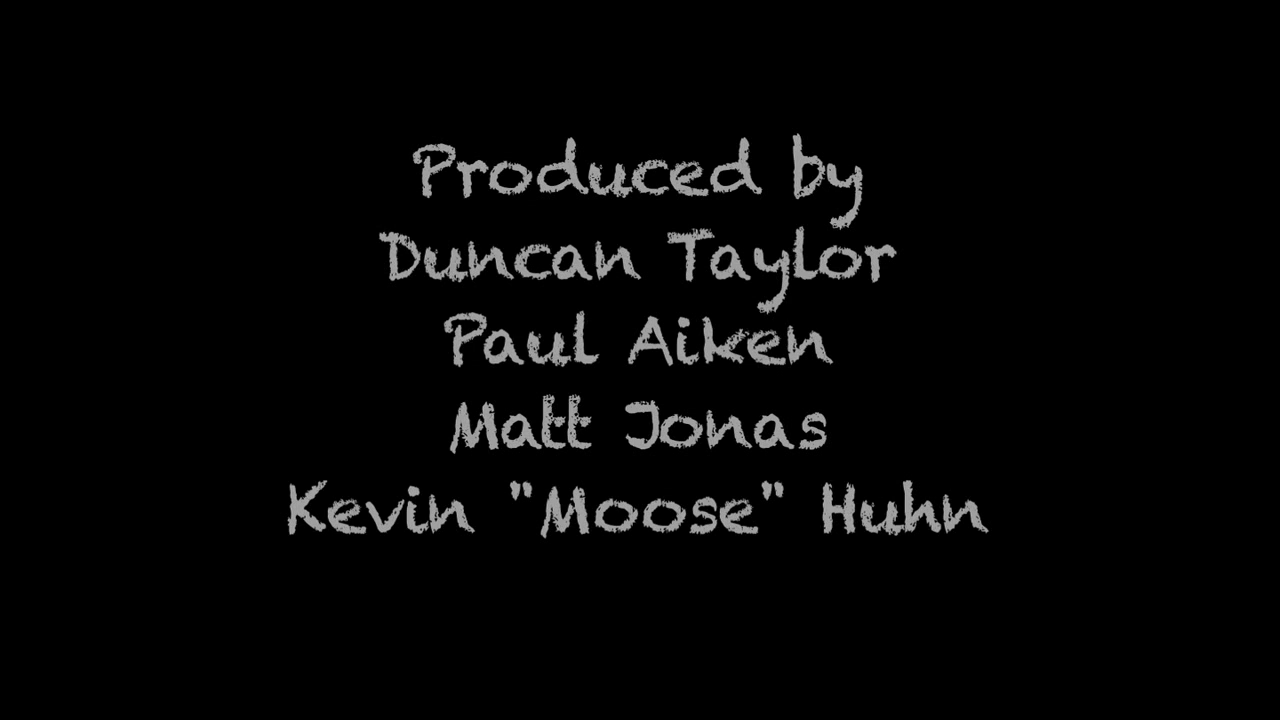 Produced by
Duncan Taylor
Paul Aiken
Matt Jonas
Kevin "Moose" Huhn